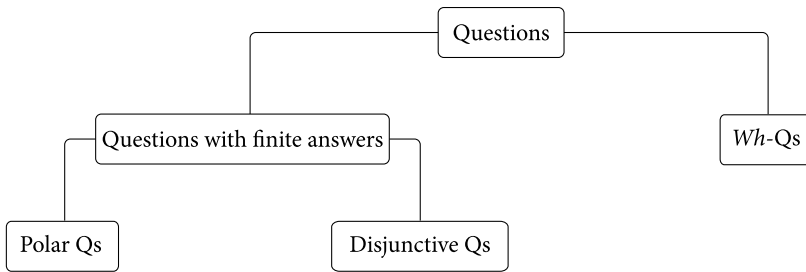 Questions
Questions with finite answers
Wh-Qs
Polar Qs
Disjunctive Qs